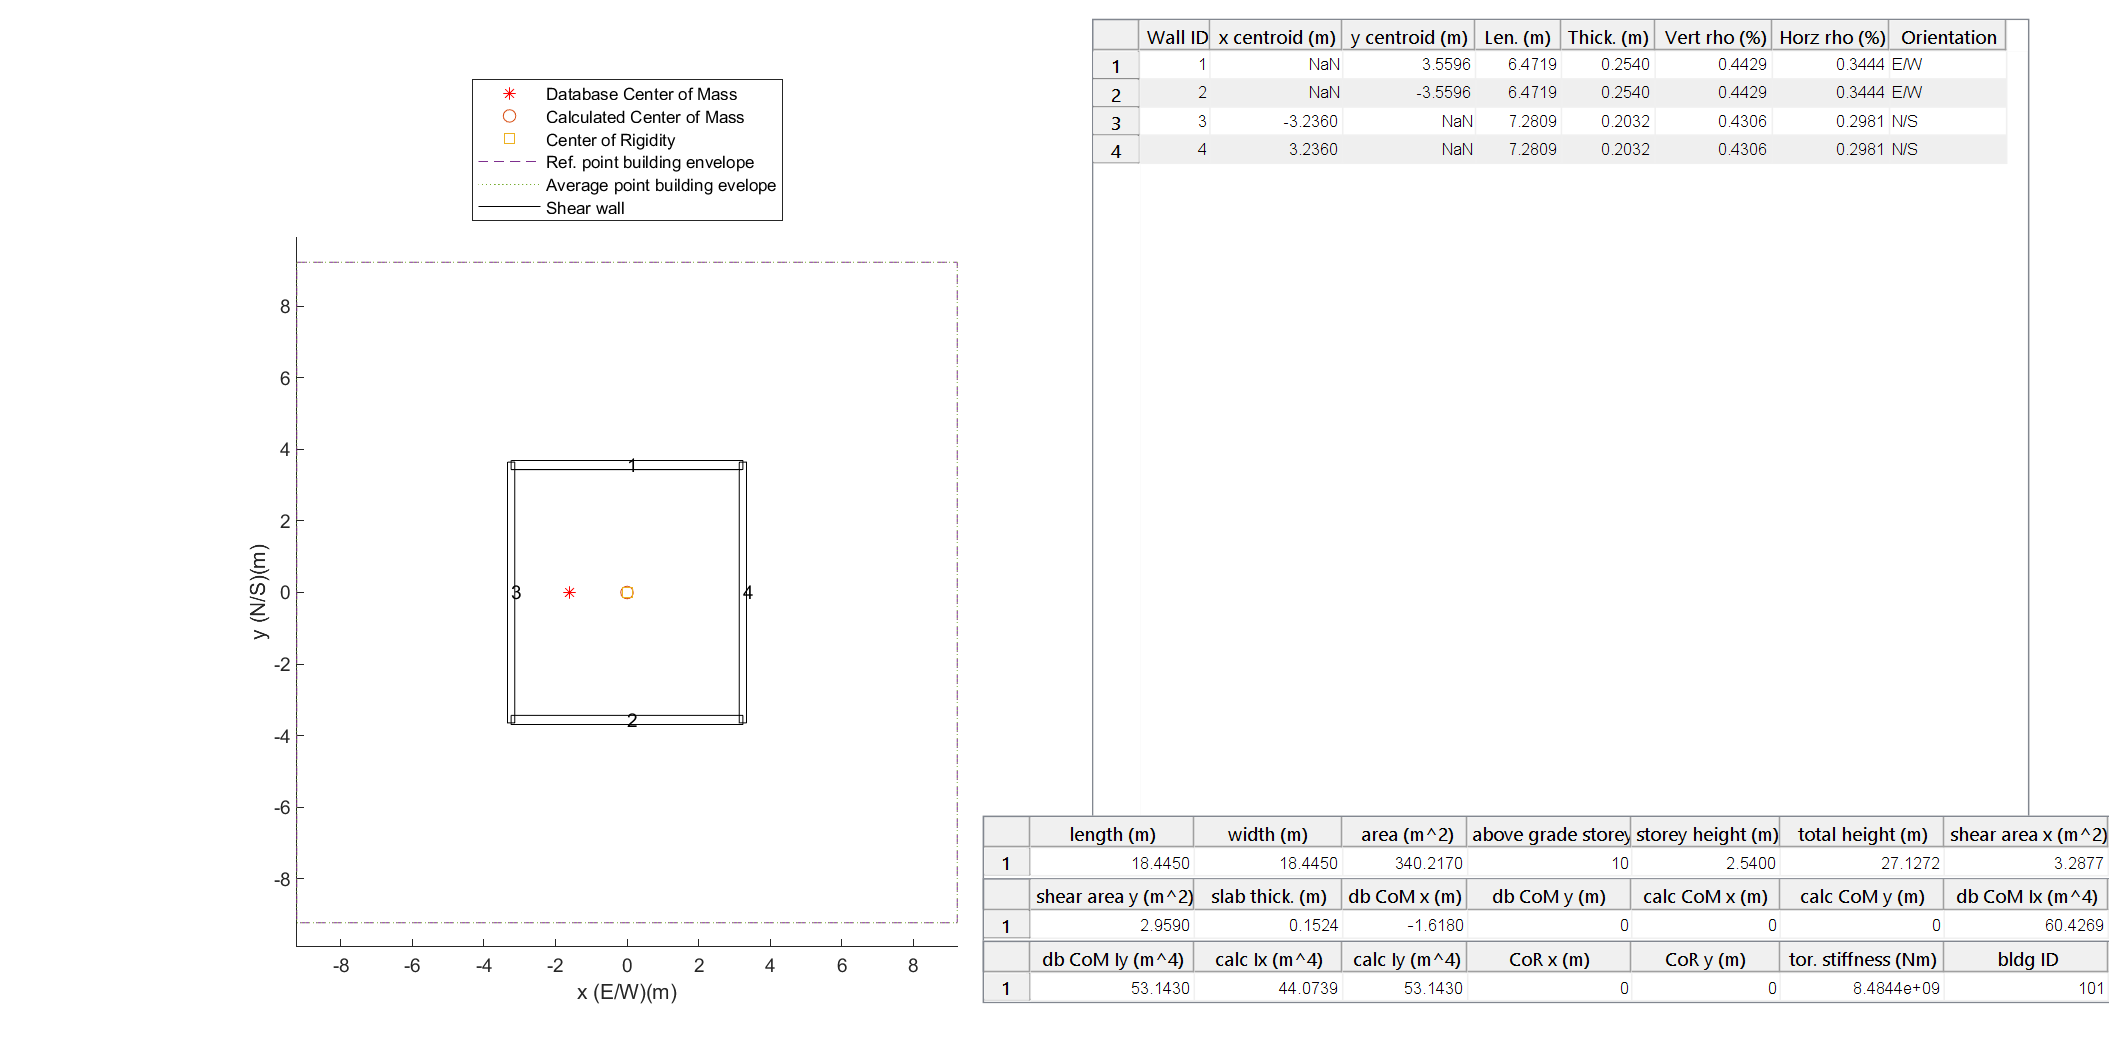 Database Center of Mass
Calculated Center of Mass
Center of Rigidity
Ref. point building envelope
Average point building evelope
Shear wall
8
6
4
2
0
-2
-4
-6
-8
y (N/S)(m)
1
3
4
2
-8 -6 -4 -2 0 2 4 6 8
x (E/W)(m)
Wall ID x centroid (m) y centroid (m) Len. (m) Thick. (m) Vert rho (%) Horz rho (%) Orientation
1 1 NaN 3.5596 6.4719 0.2540 0.4429 0.3444 E/W
2 2 NaN -3.5596 6.4719 0.2540 0.4429 0.3444 E/W
3 3 -3.2360 NaN 7.2809 0.2032 0.4306 0.2981 N/S
4 4 3.2360 NaN 7.2809 0.2032 0.4306 0.2981 N/S
length (m) width (m) area (m^2) above grade storey storey height (m) total height (m) shear area x (m^2)
1 18.4450 18.4450 340.2170 10 2.5400 27.1272 3.2877
shear area y (m^2) slab thick. (m) db CoM x (m) db CoM y (m) calc CoM x (m) calc CoM y (m) db CoM Ix (m^4)
1 2.9590 0.1524 -1.6180 0 0 0 60.4269
db CoM Iy (m^4) calc Ix (m^4) calc Iy (m^4) CoR x (m) CoR y (m) tor. stiffness (Nm) bldg ID
1 53.1430 44.0739 53.1430 0 0 8.4844e+09 101